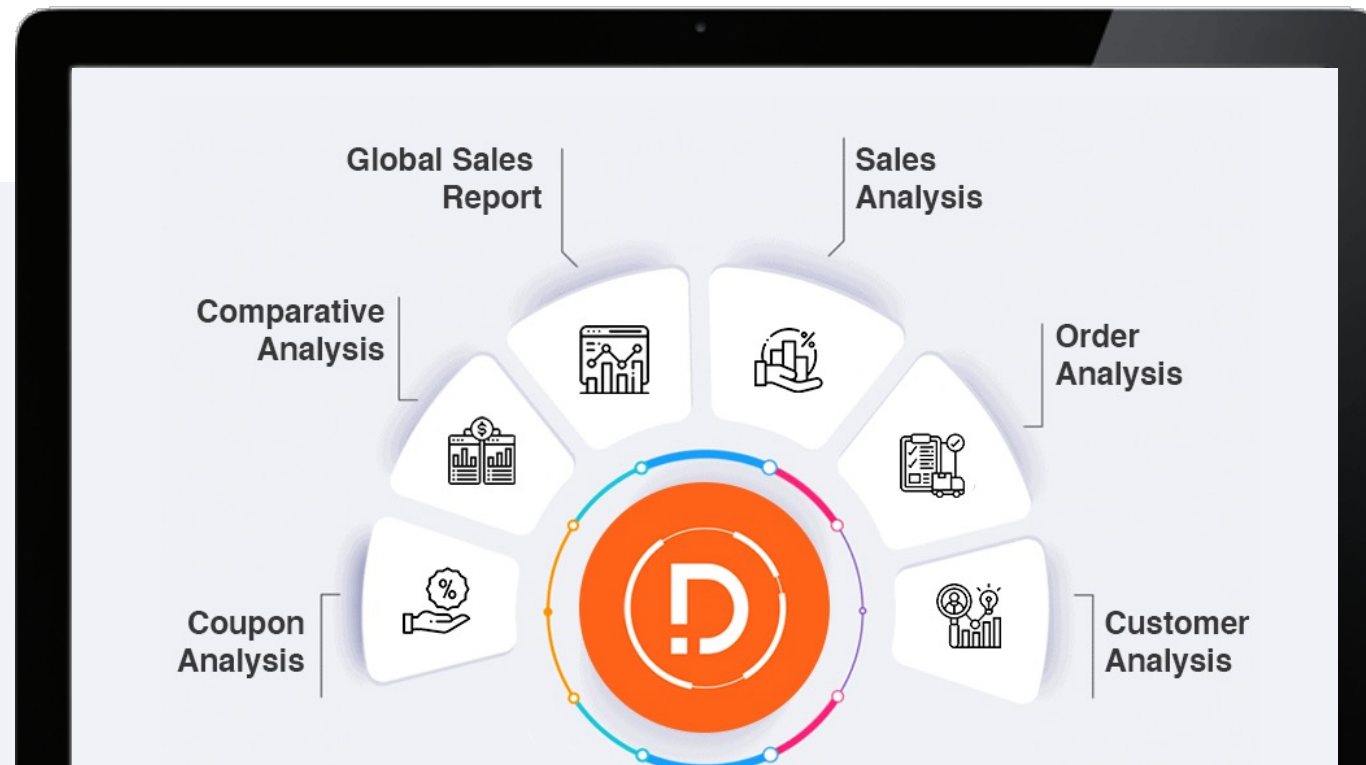 Global Sales
Report
Sales
Analysis
Comparative
Analysis
Order
Analysis
Coupon
Analysis
Customer
Analysis
%
$
%
D